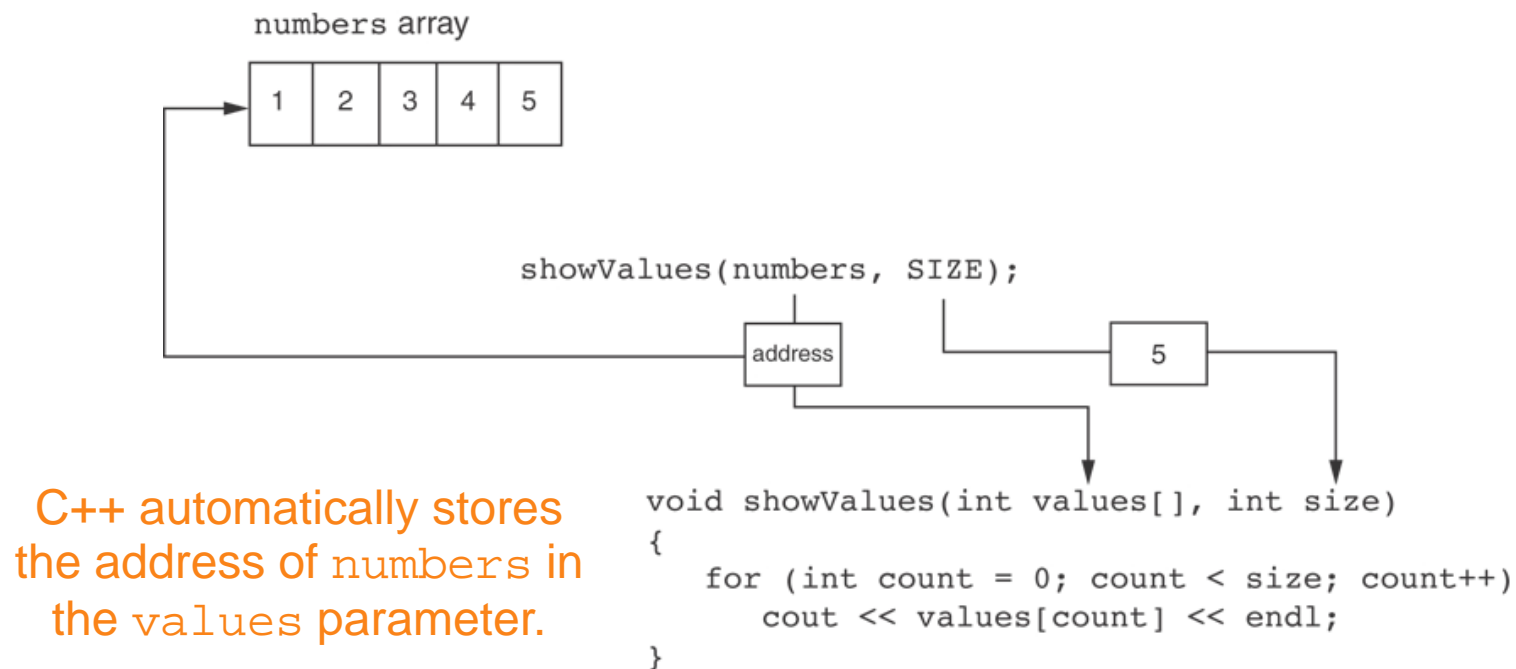 numbers array
1 2 3 4 5
showValues(numbers, SIZE);
address
5
C++ automatically stores
the address of numbers in
the values parameter.
void showValues(int values[], int size)
{
for (int count = 0; count < size; count++)
cout << values[count] << endl;
}